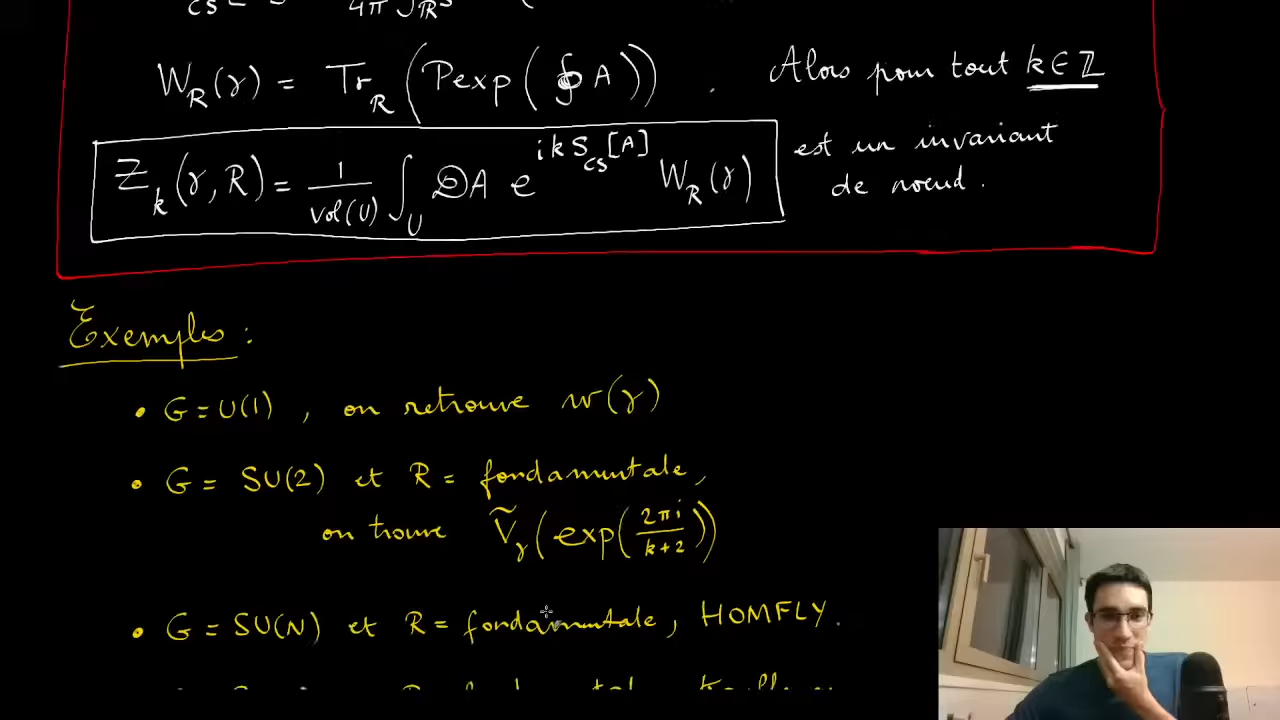 W_R(γ) = Tr_R (Pexp(∮A)) . Alors pour tout k∈ℤ
Z_k(γ,R) = 1/Vol(U) ∫_U 𝒟A e^{ikS_CS[A]} W_R(γ) est un invariant
de nœud.
Exemples :
• G = U(1) , on retrouve w(γ)
• G = SU(2) et R = fondamentale,
on trouve Ṽ_γ(exp(2πi/k+2))
• G = SU(N) et R = fondamentale, HOMFLY.